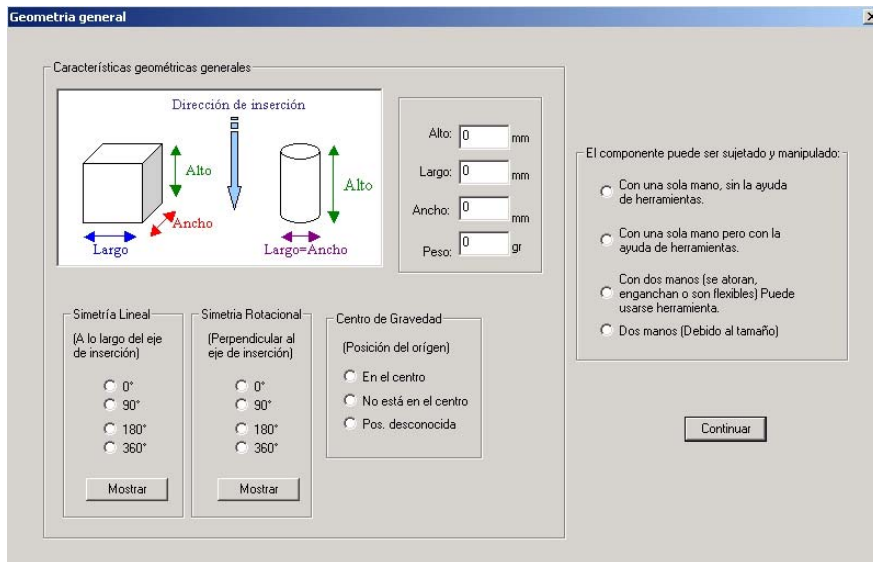 Geometria general
Características geométricas generales
Dirección de inserción
Alto
Ancho
Largo
Alto
Largo=Ancho
Alto: 0 mm
Largo: 0 mm
Ancho: 0 mm
Peso: 0 gr
Simetría Lineal
(A lo largo del eje
de inserción)
0°
90°
180°
360°
Mostrar
Simetria Rotacional
(Perpendicular al
eje de inserción)
0°
90°
180°
360°
Mostrar
Centro de Gravedad
(Posición del orígen)
En el centro
No está en el centro
Pos. desconocida
El componente puede ser sujetado y manipulado:
Con una sola mano, sin la ayuda
de herramientas.
Con una sola mano pero con la
ayuda de herramientas.
Con dos manos (se atoran,
enganchan o son flexibles) Puede
usarse herramienta.
Dos manos (Debido al tamaño)
Continuar